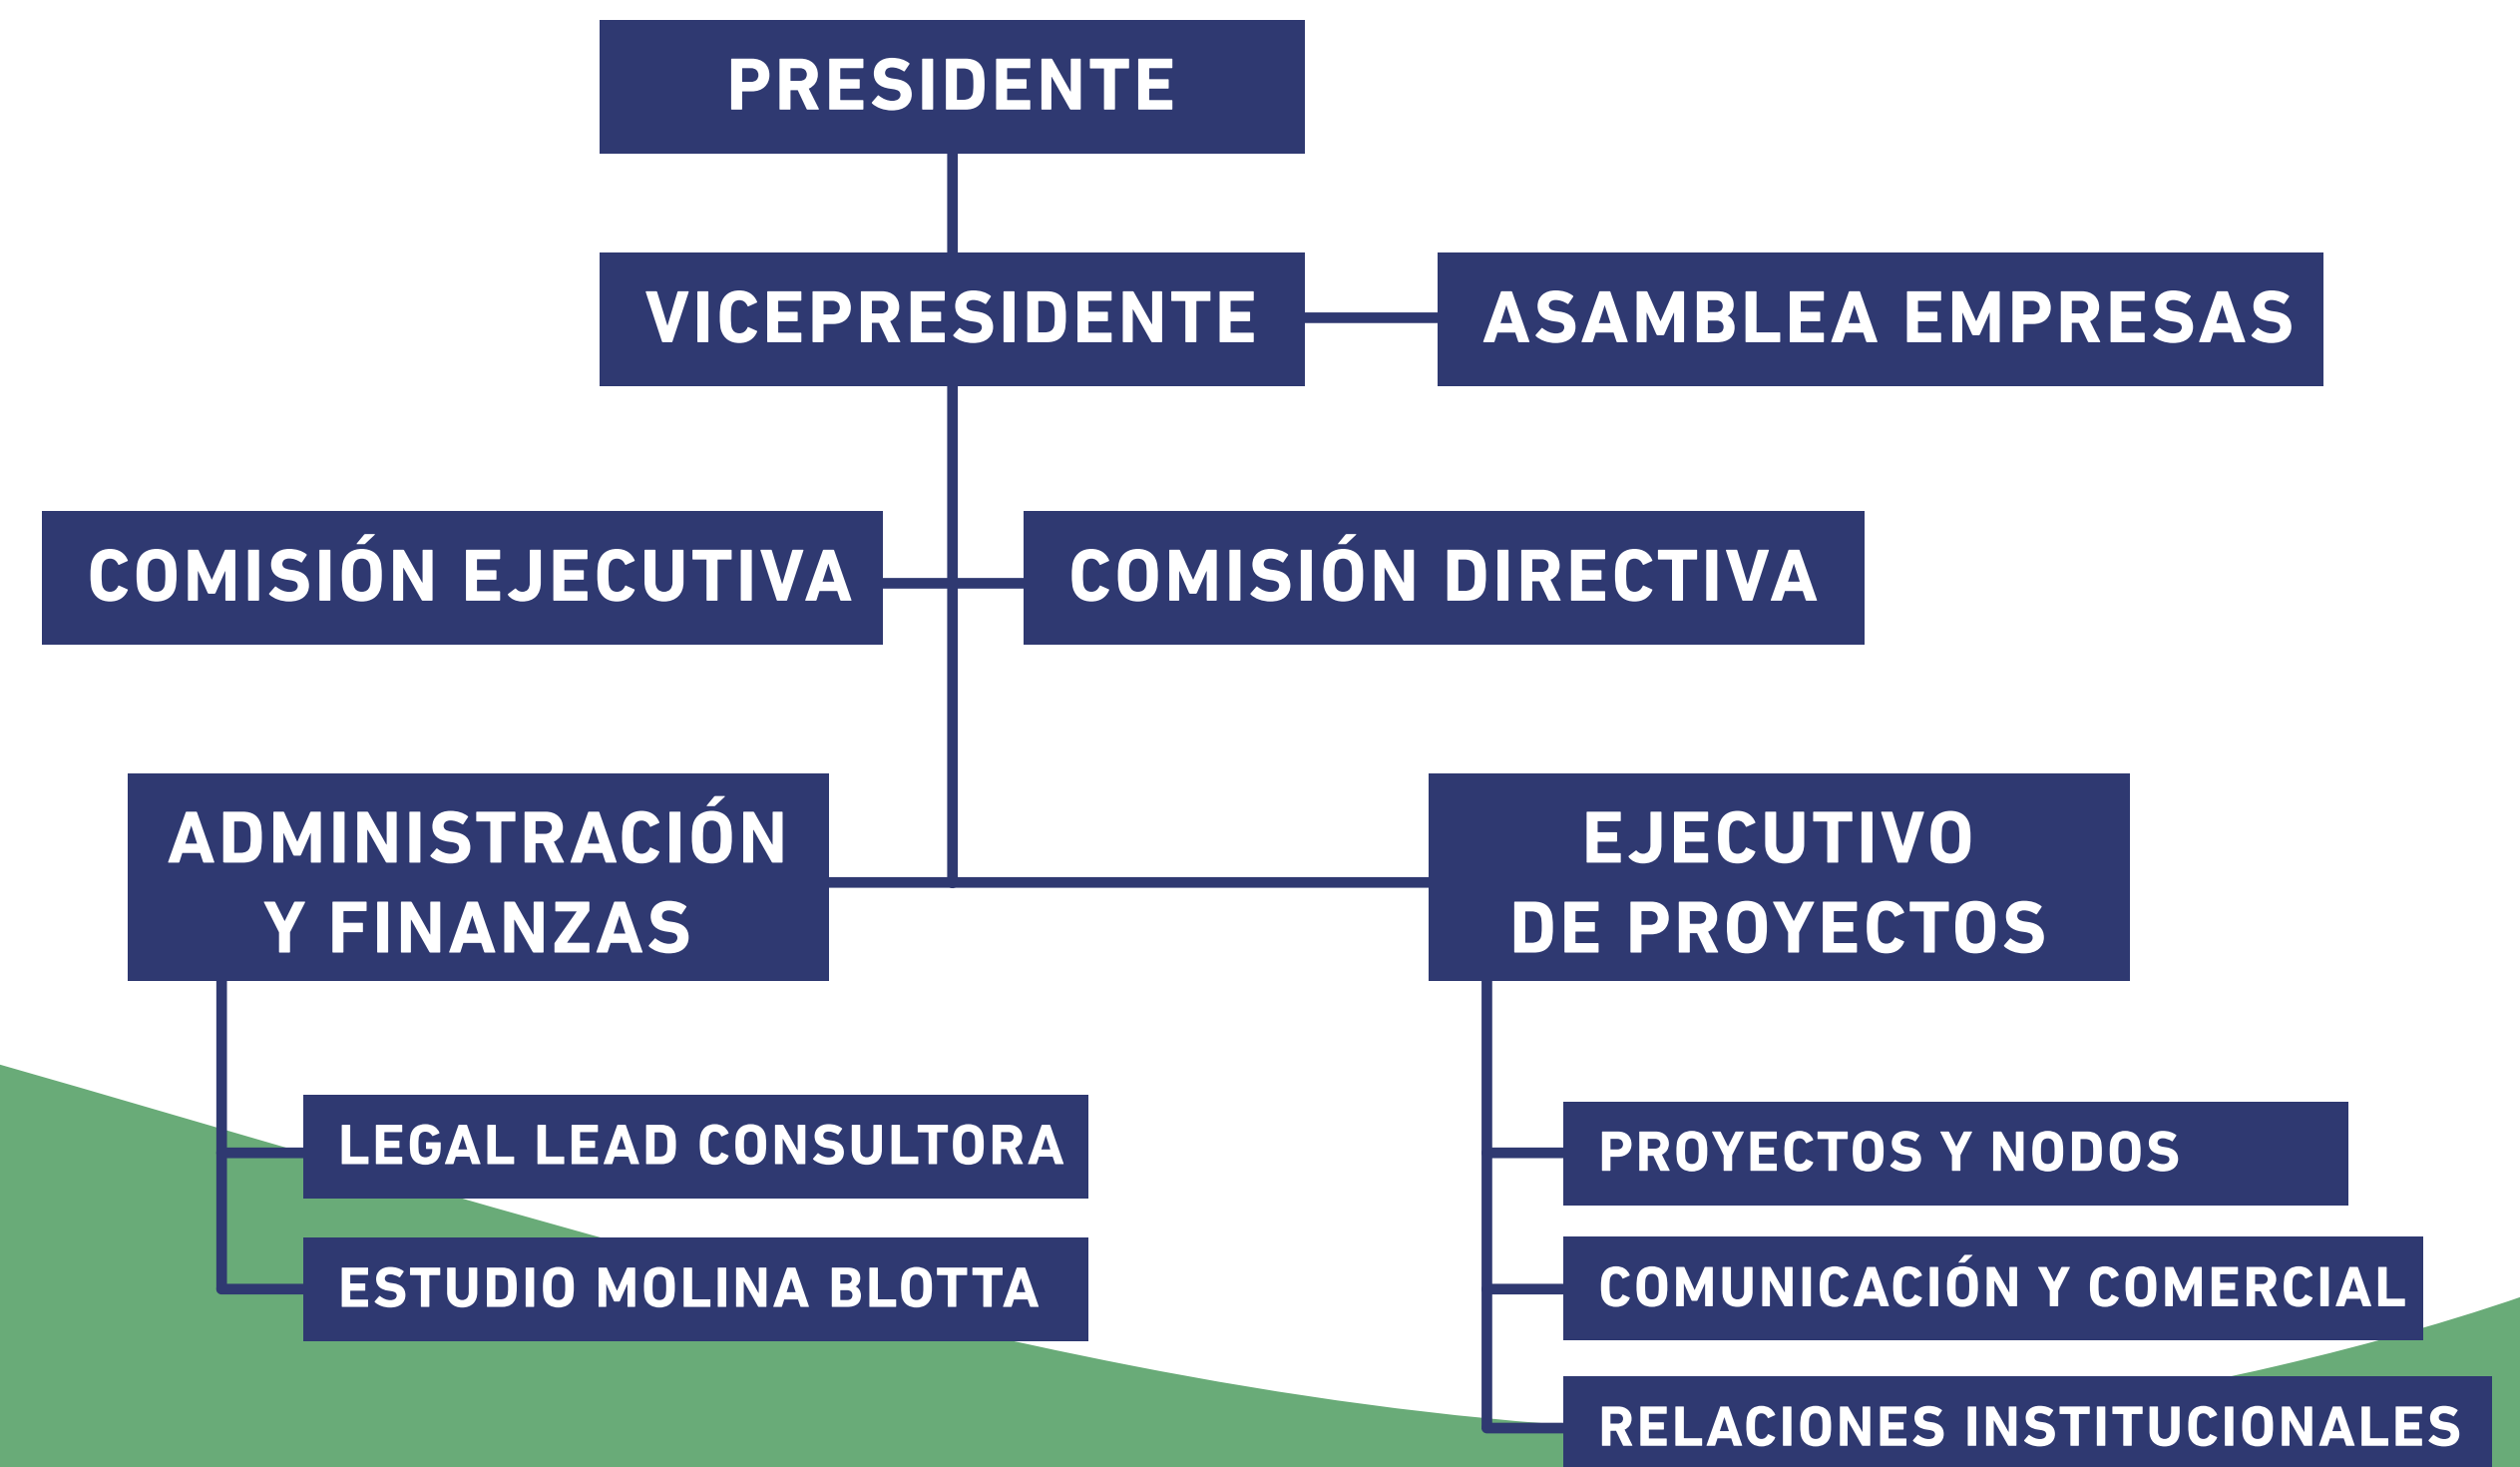 PRESIDENTE
VICEPRESIDENTE
ASAMBLEA EMPRESAS
COMISIÓN EJECUTIVA
COMISIÓN DIRECTIVA
ADMINISTRACIÓN
Y FINANZAS
EJECUTIVO
DE PROYECTOS
LEGAL LEAD CONSULTORA
ESTUDIO MOLINA BLOTTA
PROYECTOS Y NODOS
COMUNICACIÓN Y COMERCIAL
RELACIONES INSTITUCIONALES